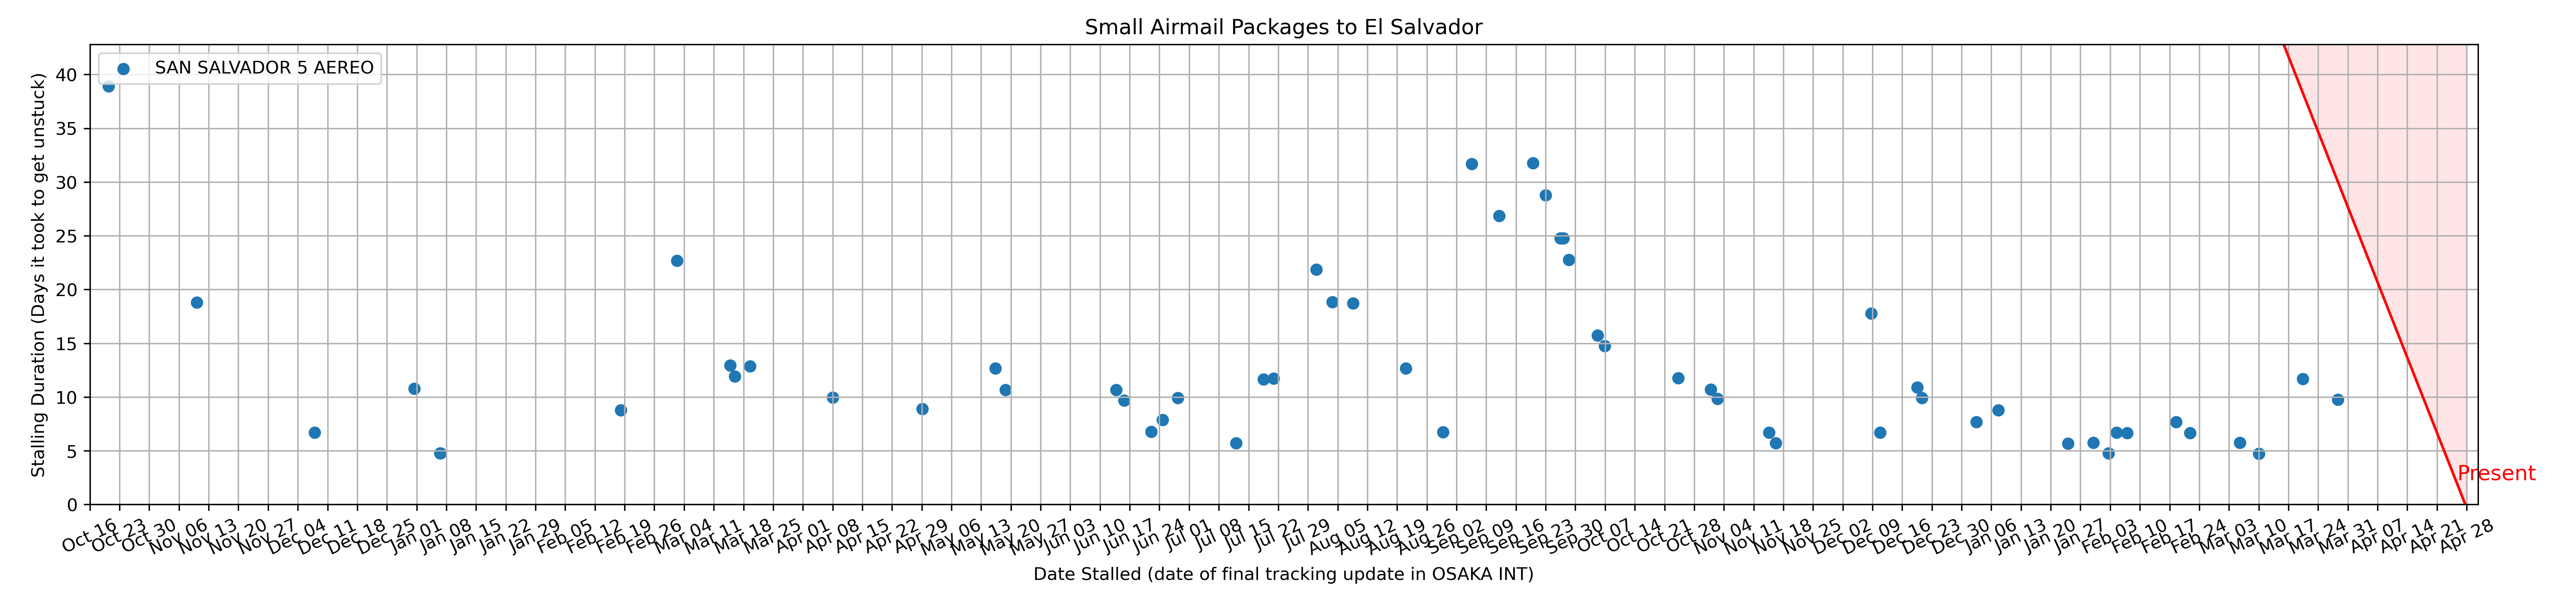 Small Airmail Packages to El Salvador
SAN SALVADOR 5 AEREO
Stalling Duration (Days it took to get unstuck)
40
35
30
25
20
15
10
5
0
Present
Oct 16 Oct 23 Oct 30 Nov 06 Nov 13 Nov 20 Nov 27 Dec 04 Dec 11 Dec 18 Dec 25 Jan 01 Jan 08 Jan 15 Jan 22 Jan 29 Feb 05 Feb 12 Feb 19 Feb 26 Mar 04 Mar 11 Mar 18 Mar 25 Apr 01 Apr 08 Apr 15 Apr 22 Apr 29 May 06 May 13 May 20 May 27 Jun 03 Jun 10 Jun 17 Jun 24 Jul 01 Jul 08 Jul 15 Jul 22 Jul 29 Aug 05 Aug 12 Aug 19 Aug 26 Sep 02 Sep 09 Sep 16 Sep 23 Sep 30 Oct 07 Oct 14 Oct 21 Oct 28 Nov 04 Nov 11 Nov 18 Nov 25 Dec 02 Dec 09 Dec 16 Dec 23 Dec 30 Jan 06 Jan 13 Jan 20 Jan 27 Feb 03 Feb 10 Feb 17 Feb 24 Mar 03 Mar 10 Mar 17 Mar 24 Mar 31 Apr 07 Apr 14 Apr 21 Apr 28
Date Stalled (date of final tracking update in OSAKA INT)